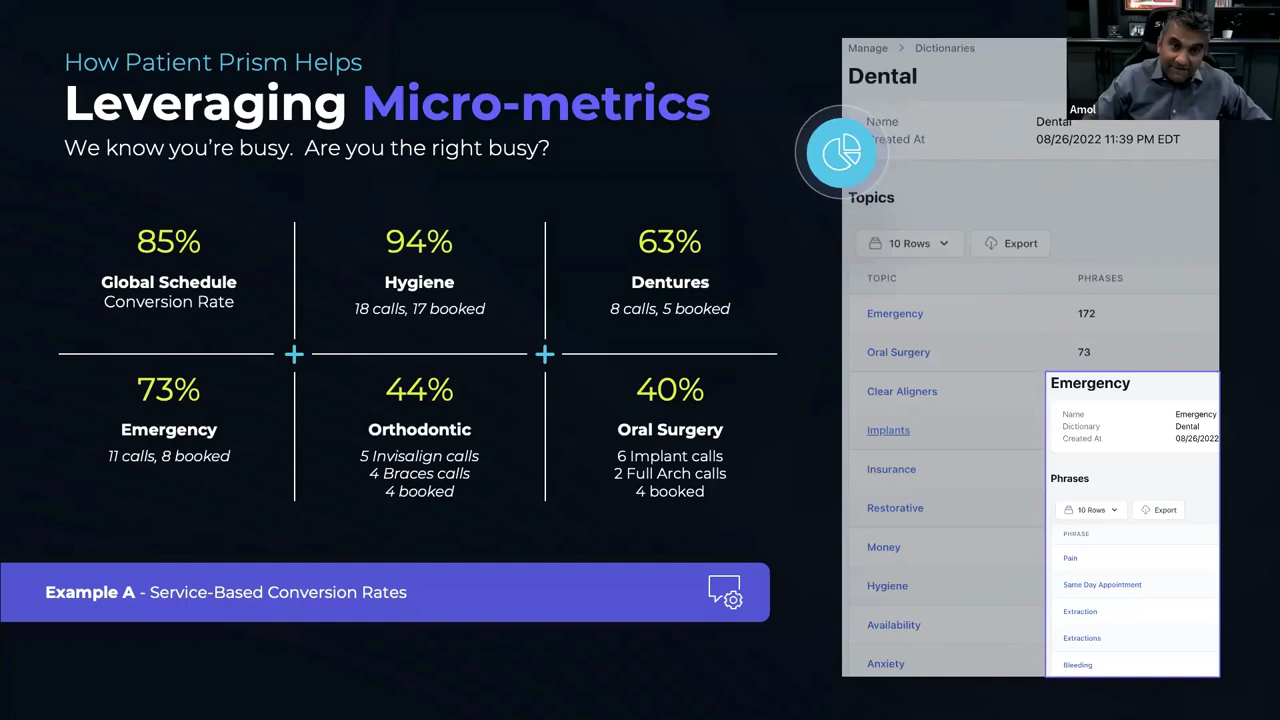 How Patient Prism Helps
Leveraging Micro-metrics
We know you're busy. Are you the right busy?
85%
Global Schedule
Conversion Rate
94%
Hygiene
18 calls, 17 booked
63%
Dentures
8 calls, 5 booked
73%
Emergency
11 calls, 8 booked
44%
Orthodontic
5 Invisalign calls
4 Braces calls
4 booked
40%
Oral Surgery
6 Implant calls
2 Full Arch calls
4 booked
Example A - Service-Based Conversion Rates
Manage > Dictionaries
Dental
Amol
Name Dental
Created At 08/26/2022 11:39 PM EDT
Topics
10 Rows Export
TOPIC PHRASES
Emergency 172
Oral Surgery 73
Clear Aligners
Implants
Insurance
Restorative
Money
Hygiene
Availability
Anxiety
Emergency
Name Emergency
Dictionary Dental
Created At 08/26/2022
Phrases
10 Rows Export
PHRASE
Pain
Same Day Appointment
Extraction
Extractions
Bleeding